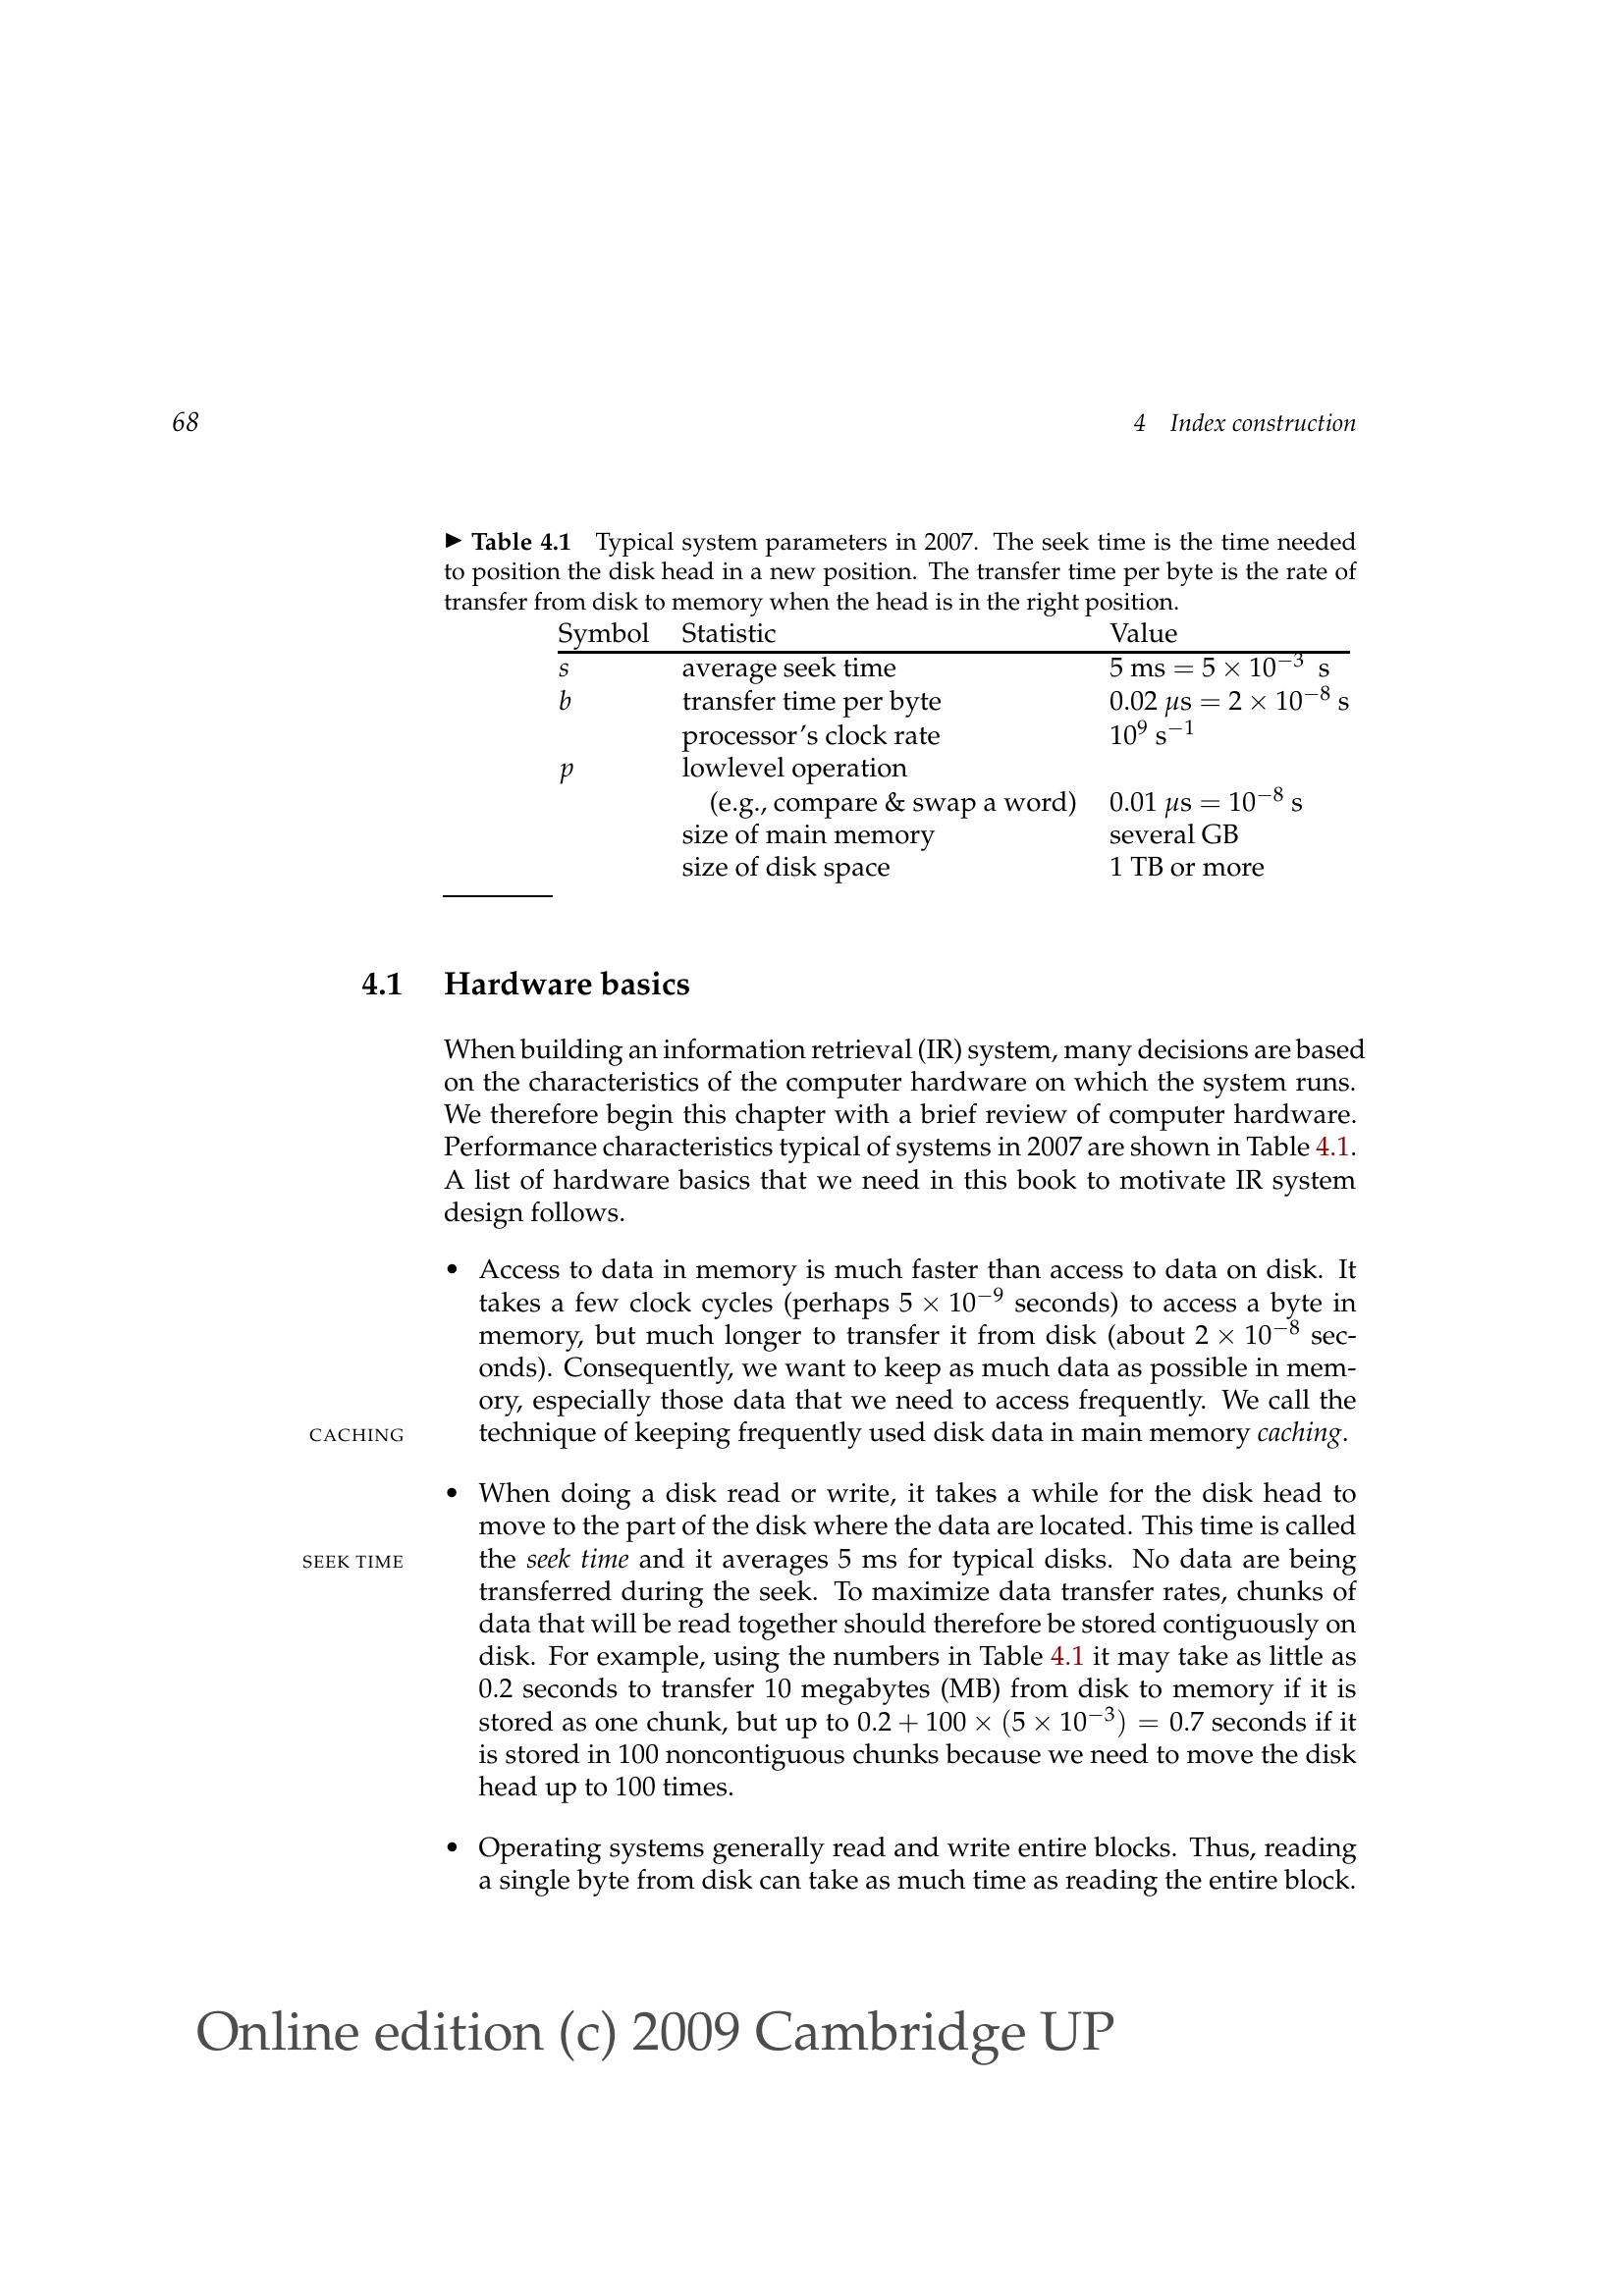 68
4 Index construction
▶ Table 4.1 Typical system parameters in 2007. The seek time is the time needed
to position the disk head in a new position. The transfer time per byte is the rate of
transfer from disk to memory when the head is in the right position.
Symbol Statistic Value
s average seek time 5 ms = 5 × 10⁻³ s
b transfer time per byte 0.02 µs = 2 × 10⁻⁸ s
processor's clock rate 10⁹ s⁻¹
p lowlevel operation
(e.g., compare & swap a word) 0.01 µs = 10⁻⁸ s
size of main memory several GB
size of disk space 1 TB or more
4.1 Hardware basics
When building an information retrieval (IR) system, many decisions are based
on the characteristics of the computer hardware on which the system runs.
We therefore begin this chapter with a brief review of computer hardware.
Performance characteristics typical of systems in 2007 are shown in Table 4.1.
A list of hardware basics that we need in this book to motivate IR system
design follows.
• Access to data in memory is much faster than access to data on disk. It
takes a few clock cycles (perhaps 5 × 10⁻⁹ seconds) to access a byte in
memory, but much longer to transfer it from disk (about 2 × 10⁻⁸ sec-
onds). Consequently, we want to keep as much data as possible in mem-
ory, especially those data that we need to access frequently. We call the
CACHING technique of keeping frequently used disk data in main memory caching.
• When doing a disk read or write, it takes a while for the disk head to
move to the part of the disk where the data are located. This time is called
SEEK TIME the seek time and it averages 5 ms for typical disks. No data are being
transferred during the seek. To maximize data transfer rates, chunks of
data that will be read together should therefore be stored contiguously on
disk. For example, using the numbers in Table 4.1 it may take as little as
0.2 seconds to transfer 10 megabytes (MB) from disk to memory if it is
stored as one chunk, but up to 0.2 + 100 × (5 × 10⁻³) = 0.7 seconds if it
is stored in 100 noncontiguous chunks because we need to move the disk
head up to 100 times.
• Operating systems generally read and write entire blocks. Thus, reading
a single byte from disk can take as much time as reading the entire block.
Online edition (c) 2009 Cambridge UP